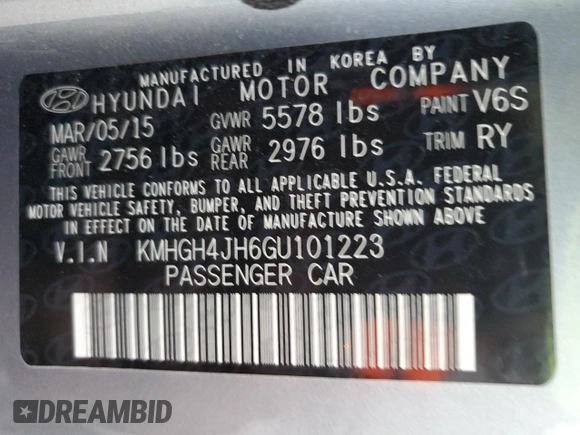 MANUFACTURED IN KOREA BY
HYUNDAI MOTOR COMPANY
MAR/05/15 GVWR 5578 lbs PAINT V6S
GAWR FRONT 2756 lbs GAWR REAR 2976 lbs TRIM RY
THIS VEHICLE CONFORMS TO ALL APPLICABLE U.S.A. FEDERAL
MOTOR VEHICLE SAFETY, BUMPER, AND THEFT PREVENTION STANDARDS
IN EFFECT ON THE DATE OF MANUFACTURE SHOWN ABOVE
V.I.N KMHGH4JH6GU101223
PASSENGER CAR
DREAMBID